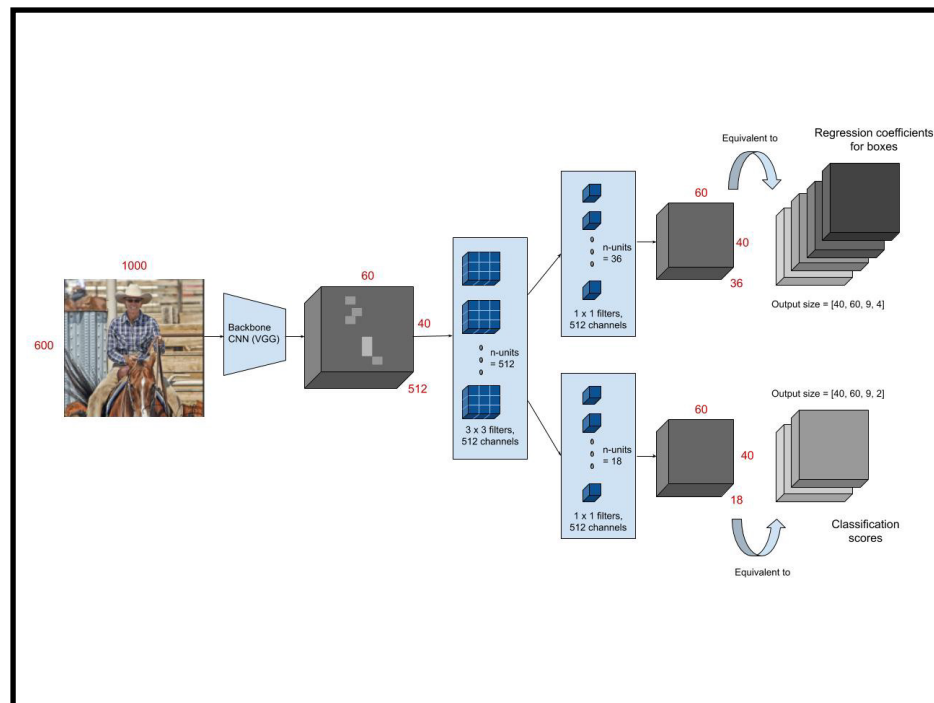 1000
600
Backbone
CNN (VGG)
60
40
512
n-units
= 512
3 x 3 filters,
512 channels
n-units
= 36
1 x 1 filters,
512 channels
60
40
36
Equivalent to
Regression coefficients
for boxes
Output size = [40, 60, 9, 4]
n-units
= 18
1 x 1 filters,
512 channels
60
40
18
Output size = [40, 60, 9, 2]
Classification
scores
Equivalent to